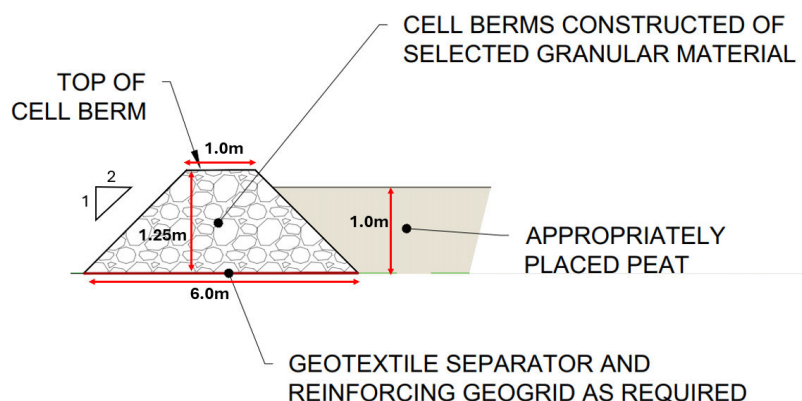 CELL BERMS CONSTRUCTED OF
SELECTED GRANULAR MATERIAL
TOP OF
CELL BERM
1.0m
2
1
1.25m
1.0m
APPROPRIATELY
PLACED PEAT
6.0m
GEOTEXTILE SEPARATOR AND
REINFORCING GEOGRID AS REQUIRED